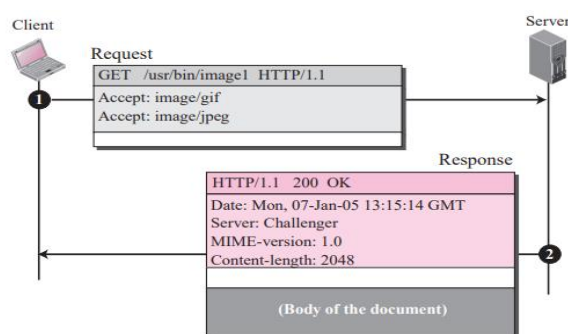 Client
Server
Request
GET /usr/bin/image1 HTTP/1.1
1
Accept: image/gif
Accept: image/jpeg
Response
HTTP/1.1 200 OK
Date: Mon, 07-Jan-05 13:15:14 GMT
Server: Challenger
MIME-version: 1.0
2
Content-length: 2048
(Body of the document)